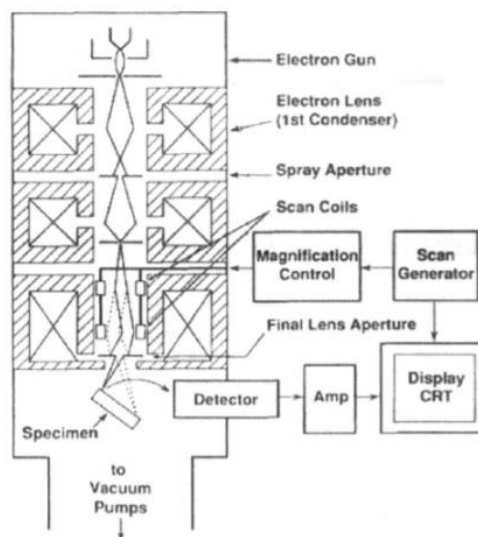 Electron Gun
Electron Lens
(1st Condenser)
Spray Aperture
Scan Coils
Magnification
Control
Scan
Generator
Final Lens Aperture
Detector
Amp
Display
CRT
Specimen
to
Vacuum
Pumps